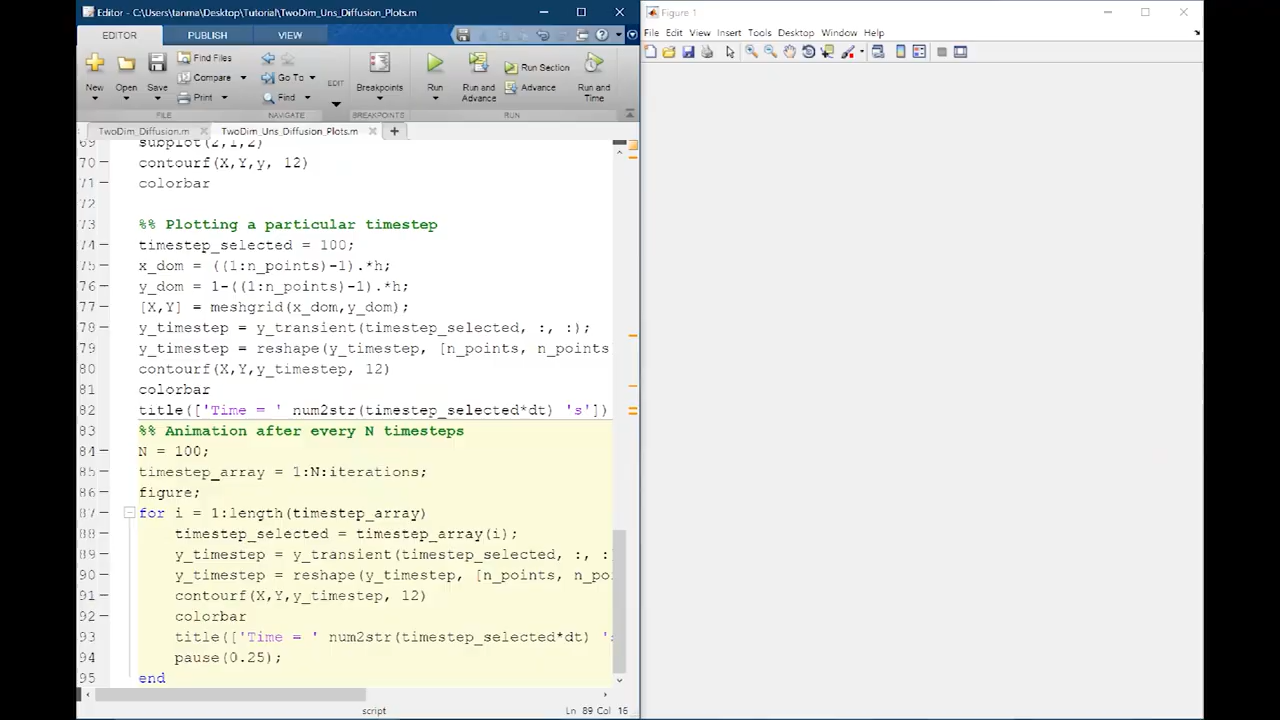 Editor - C:\Users\tanma\Desktop\Tutorial\TwoDim_Uns_Diffusion_Plots.m
EDITOR PUBLISH VIEW
New Open Save Find Files Compare Print
Go To Find
EDIT
Breakpoints
Run Run and Advance Run Section Advance Run and Time
FILE NAVIGATE BREAKPOINTS RUN
TwoDim_Diffusion.m TwoDim_Uns_Diffusion_Plots.m
69 subplot(2,1,2)
70 contourf(X,Y,y, 12)
71 colorbar
72
73 %% Plotting a particular timestep
74 timestep_selected = 100;
75 x_dom = ((1:n_points)-1).*h;
76 y_dom = 1-((1:n_points)-1).*h;
77 [X,Y] = meshgrid(x_dom,y_dom);
78 y_timestep = y_transient(timestep_selected, :, :);
79 y_timestep = reshape(y_timestep, [n_points, n_points
80 contourf(X,Y,y_timestep, 12)
81 colorbar
82 title(['Time = ' num2str(timestep_selected*dt) 's'])
83 %% Animation after every N timesteps
84 N = 100;
85 timestep_array = 1:N:iterations;
86 figure;
87 for i = 1:length(timestep_array)
88 timestep_selected = timestep_array(i);
89 y_timestep = y_transient(timestep_selected, :, :
90 y_timestep = reshape(y_timestep, [n_points, n_po
91 contourf(X,Y,y_timestep, 12)
92 colorbar
93 title(['Time = ' num2str(timestep_selected*dt) 's
94 pause(0.25);
95 end
script Ln 89 Col 16
Figure 1
File Edit View Insert Tools Desktop Window Help